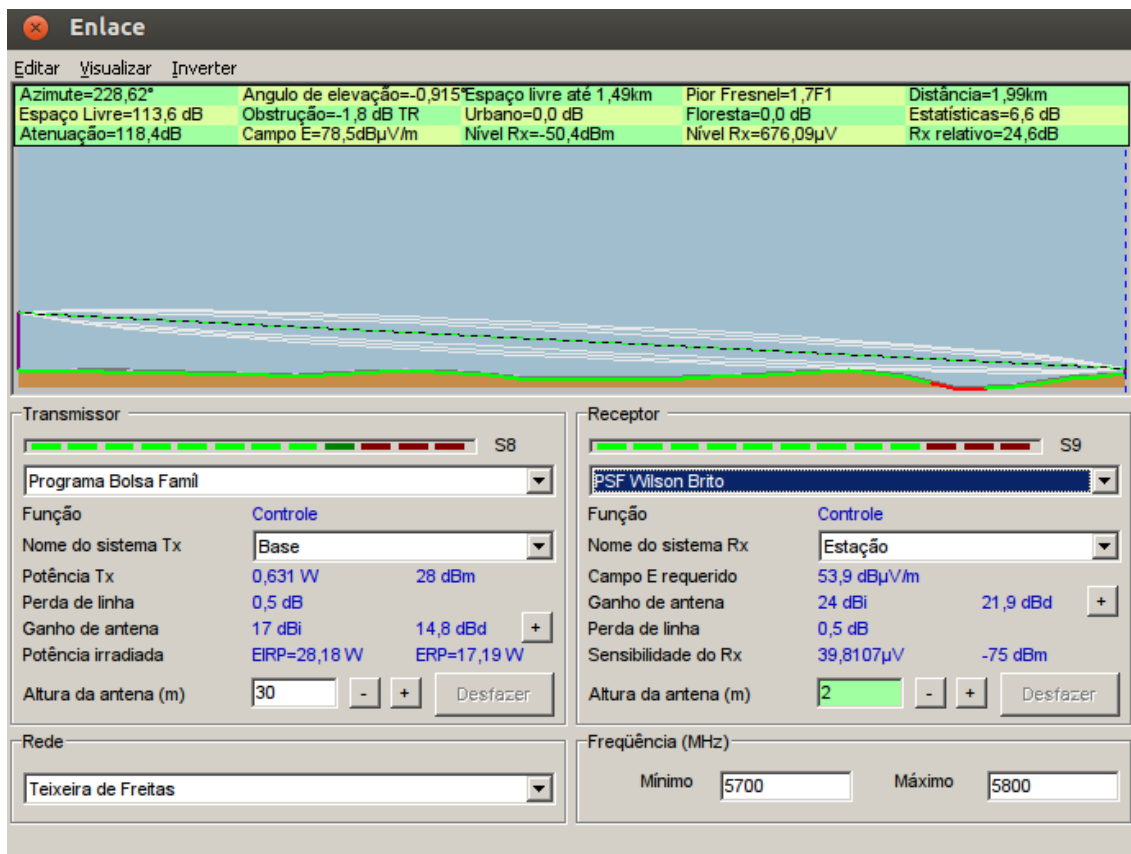 Enlace
Editar Visualizar Inverter
Azimute=228,62° Angulo de elevação=-0,915° Espaço livre até 1,49km Pior Fresnel=1,7F1 Distância=1,99km
Espaço Livre=113,6 dB Obstrução=-1,8 dB TR Urbano=0,0 dB Floresta=0,0 dB Estatísticas=6,6 dB
Atenuação=118,4dB Campo E=78,5dBµV/m Nível Rx=-50,4dBm Nível Rx=676,09µV Rx relativo=24,6dB
Transmissor
S8
Programa Bolsa Famíl
Função Controle
Nome do sistema Tx Base
Potência Tx 0,631 W 28 dBm
Perda de linha 0,5 dB
Ganho de antena 17 dBi 14,8 dBd +
Potência irradiada EIRP=28,18 W ERP=17,19 W
Altura da antena (m) 30 - + Desfazer
Receptor
S9
PSF Wilson Brito
Função Controle
Nome do sistema Rx Estação
Campo E requerido 53,9 dBµV/m
Ganho de antena 24 dBi 21,9 dBd +
Perda de linha 0,5 dB
Sensibilidade do Rx 39,8107µV -75 dBm
Altura da antena (m) 2 - + Desfazer
Rede
Teixeira de Freitas
Freqüência (MHz)
Mínimo 5700 Máximo 5800